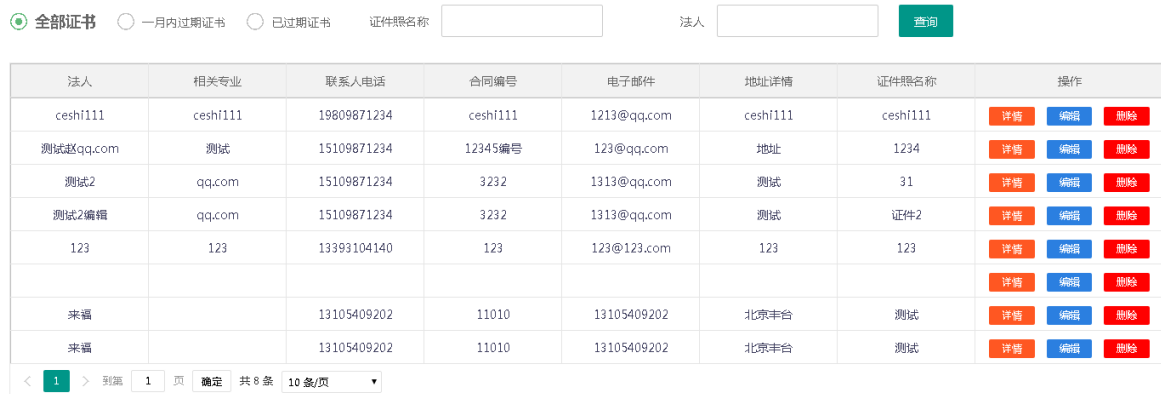 全部证书 一月内过期证书 已过期证书 证件照名称 法人 查询
法人 相关专业 联系人电话 合同编号 电子邮件 地址详情 证件照名称 操作
ceshi111 ceshi111 19809871234 ceshi111 1213@qq.com ceshi111 ceshi111 详情 编辑 删除
测试赵qq.com 测试 15109871234 12345编号 123@qq.com 地址 1234 详情 编辑 删除
测试2 qq.com 15109871234 3232 1313@qq.com 测试 31 详情 编辑 删除
测试2编辑 qq.com 15109871234 3232 1313@qq.com 测试 证件2 详情 编辑 删除
123 123 13393104140 123 123@123.com 123 123 详情 编辑 删除
详情 编辑 删除
来福 13105409202 11010 13105409202 北京丰台 测试 详情 编辑 删除
来福 13105409202 11010 13105409202 北京丰台 测试 详情 编辑 删除
< 1 > 到第 1 页 确定 共 8 条 10 条/页